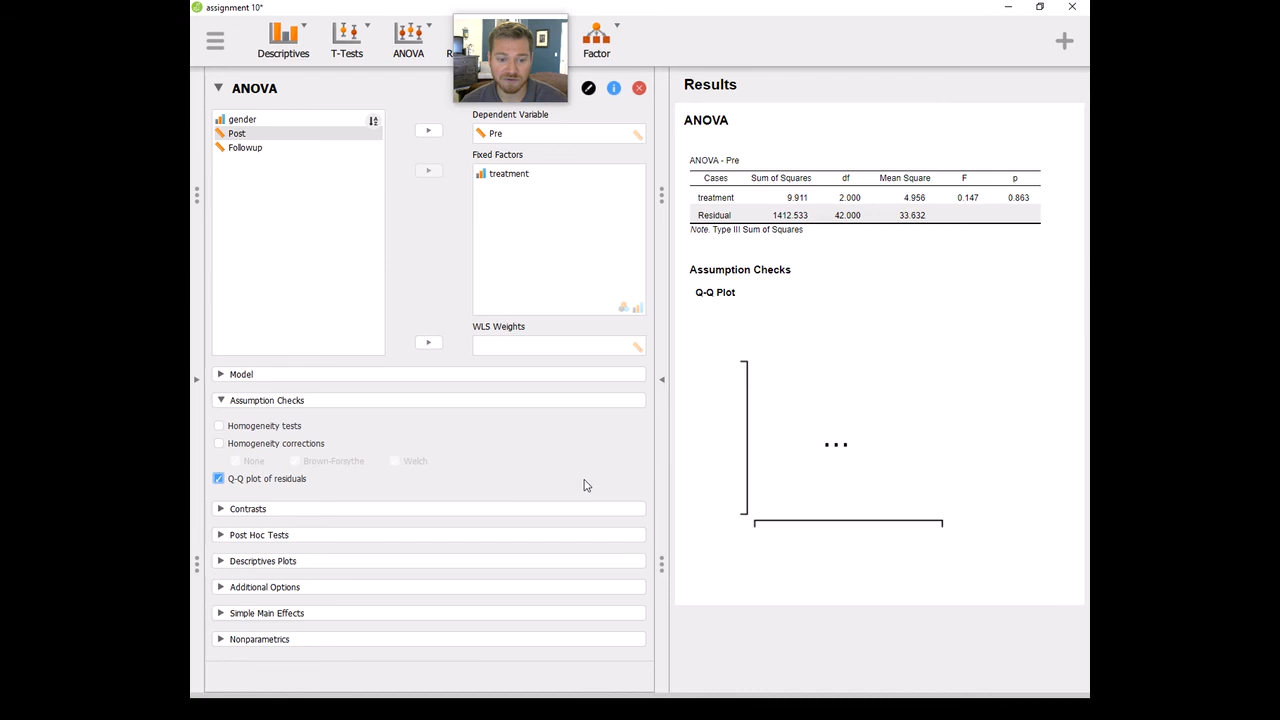 assignment 10*
Descriptives
T-Tests
ANOVA
R
Factor
ANOVA
gender
Post
Followup
Dependent Variable
Pre
Fixed Factors
treatment
WLS Weights
Model
Assumption Checks
Homogeneity tests
Homogeneity corrections
None Brown-Forsythe Welch
Q-Q plot of residuals
Contrasts
Post Hoc Tests
Descriptives Plots
Additional Options
Simple Main Effects
Nonparametrics
Results
ANOVA
ANOVA - Pre
Cases Sum of Squares df Mean Square F p
treatment 9.911 2.000 4.956 0.147 0.863
Residual 1412.533 42.000 33.632
Note. Type III Sum of Squares
Assumption Checks
Q-Q Plot
...